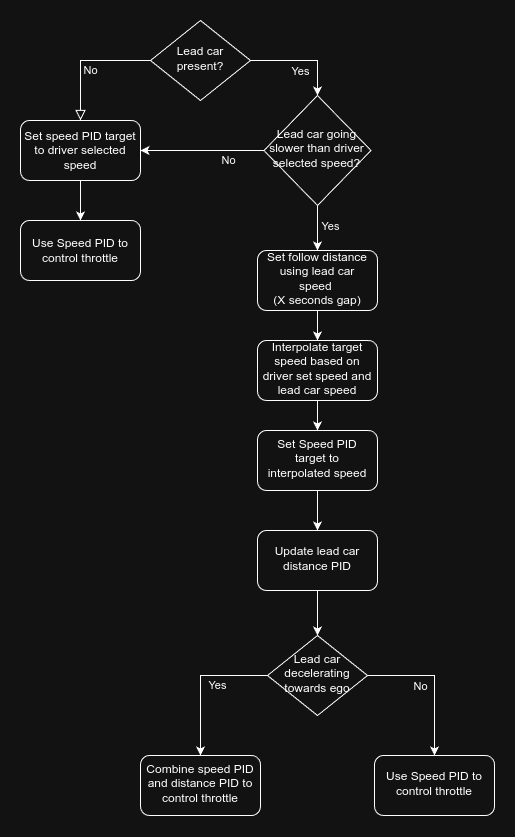 Lead car
present?
No
Yes
Set speed PID target
to driver selected
speed
Lead car going
slower than driver
selected speed?
No
Use Speed PID to
control throttle
Yes
Set follow distance
using lead car
speed
(X seconds gap)
Interpolate target
speed based on
driver set speed and
lead car speed
Set Speed PID
target to
interpolated speed
Update lead car
distance PID
Lead car
decelerating
towards ego
Yes
No
Combine speed PID
and distance PID to
control throttle
Use Speed PID to
control throttle